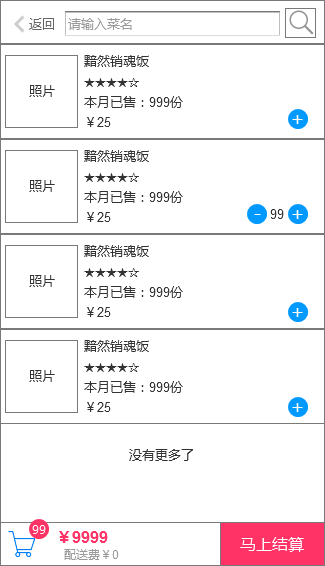 返回 请输入菜名
照片
黯然销魂饭
★★★★☆
本月已售：999份
￥25
+
照片
黯然销魂饭
★★★★☆
本月已售：999份
￥25
- 99 +
照片
黯然销魂饭
★★★★☆
本月已售：999份
￥25
+
照片
黯然销魂饭
★★★★☆
本月已售：999份
￥25
+
没有更多了
99
￥9999
配送费￥0
马上结算